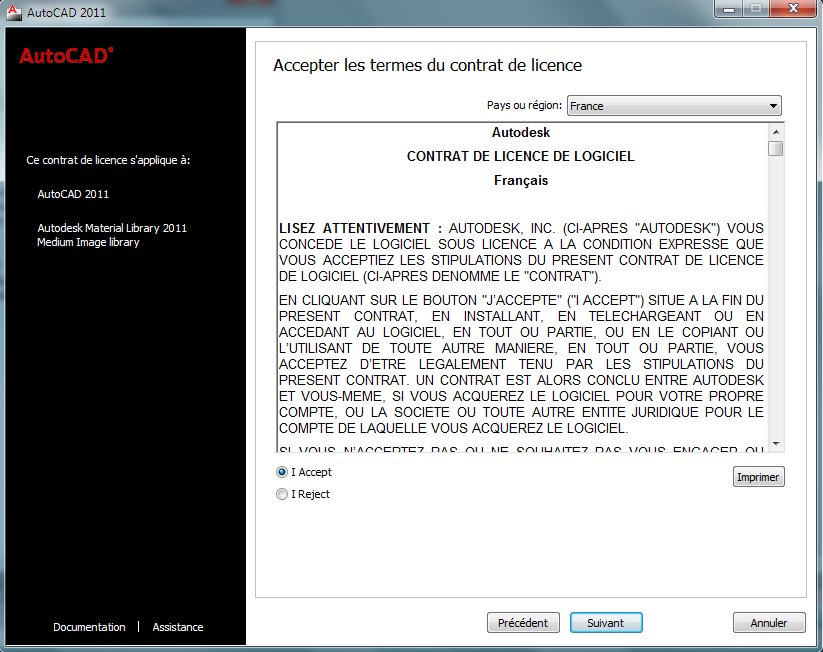 AutoCAD 2011
AutoCAD®
Ce contrat de licence s'applique à:
AutoCAD 2011
Autodesk Material Library 2011
Medium Image library
Documentation | Assistance
Accepter les termes du contrat de licence
Pays ou région: France
Autodesk
CONTRAT DE LICENCE DE LOGICIEL
Français
LISEZ ATTENTIVEMENT : AUTODESK, INC. (CI-APRES "AUTODESK") VOUS
CONCEDE LE LOGICIEL SOUS LICENCE A LA CONDITION EXPRESSE QUE
VOUS ACCEPTIEZ LES STIPULATIONS DU PRESENT CONTRAT DE LICENCE
DE LOGICIEL (CI-APRES DENOMME LE "CONTRAT").
EN CLIQUANT SUR LE BOUTON "J'ACCEPTE" ("I ACCEPT") SITUE A LA FIN DU
PRESENT CONTRAT, EN INSTALLANT, EN TELECHARGEANT OU EN
ACCEDANT AU LOGICIEL, EN TOUT OU PARTIE, OU EN LE COPIANT OU
L'UTILISANT DE TOUTE AUTRE MANIERE, EN TOUT OU PARTIE, VOUS
ACCEPTEZ D'ETRE LEGALEMENT TENU PAR LES STIPULATIONS DU
PRESENT CONTRAT. UN CONTRAT EST ALORS CONCLU ENTRE AUTODESK
ET VOUS-MEME, SI VOUS ACQUEREZ LE LOGICIEL POUR VOTRE PROPRE
COMPTE, OU LA SOCIETE OU TOUTE AUTRE ENTITE JURIDIQUE POUR LE
COMPTE DE LAQUELLE VOUS ACQUEREZ LE LOGICIEL.
SI VOUS N'ACCEPTEZ PAS OU NE SOUHAITEZ PAS VOUS ENGAGER OU
I Accept
I Reject
Imprimer
Précédent
Suivant
Annuler